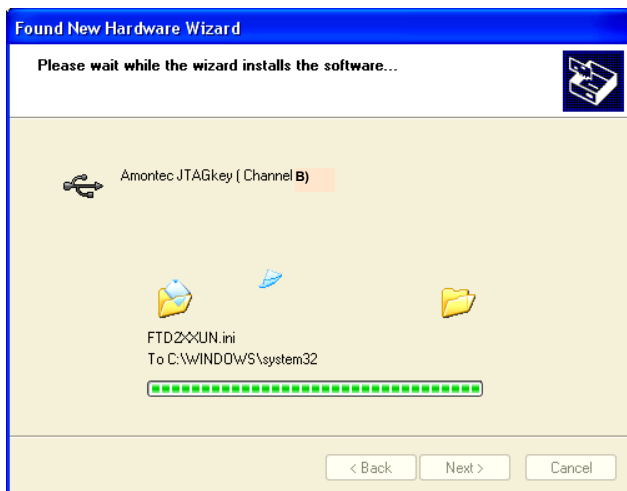 Found New Hardware Wizard
Please wait while the wizard installs the software...
Amontec JTAGkey ( Channel B)
FTD2XXUN.ini
To C:\WINDOWS\system32
< Back Next > Cancel